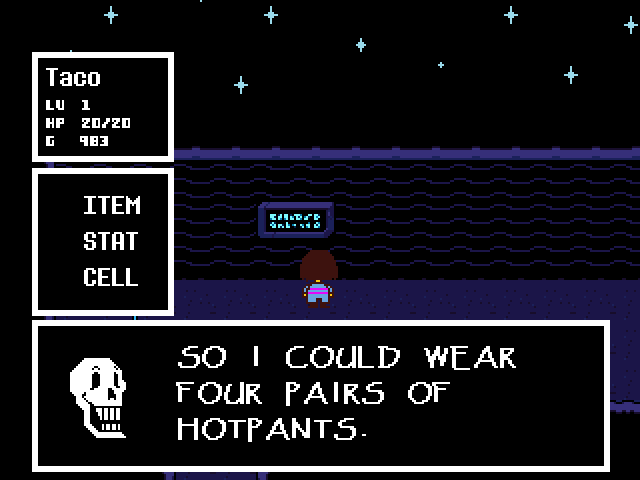 Taco
LV 1
HP 20/20
G 983
ITEM
STAT
CELL
SO I COULD WEAR
FOUR PAIRS OF
HOTPANTS.